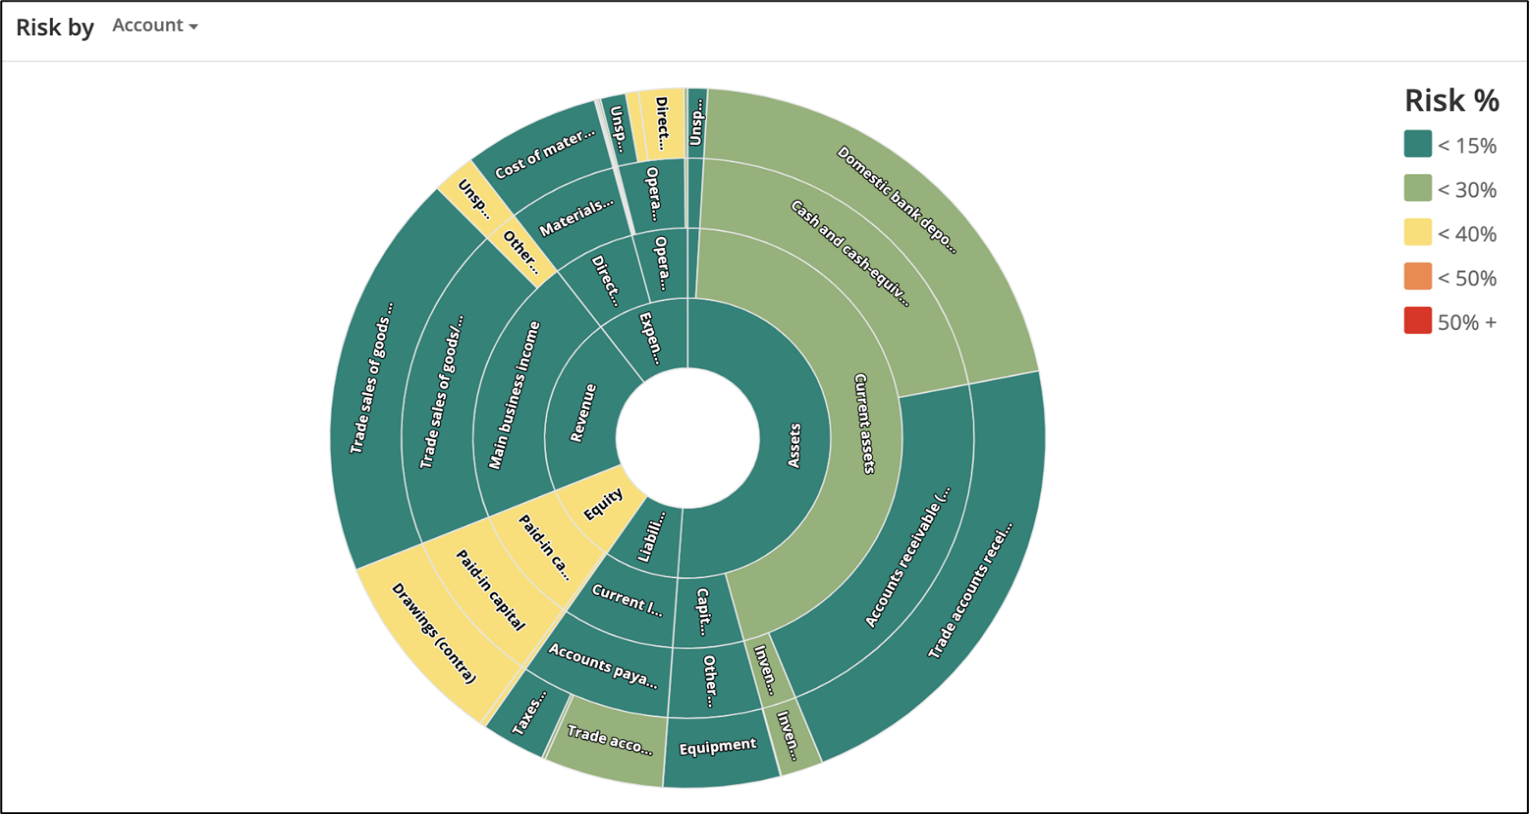 Risk by Account
Risk %
< 15%
< 30%
< 40%
< 50%
50% +
Unsp...
Domestic bank depo...
Cash and cash-equiv...
Current assets
Assets
Accounts receivable (...
Trade accounts recei...
Inven...
Inven...
Capit...
Other...
Equipment
Liabili...
Current l...
Accounts paya...
Trade acco...
Taxes...
Equity
Paid-in ca...
Paid-in capital
Drawings (contra)
Revenue
Main business income
Trade sales of goods/...
Trade sales of goods ...
Other...
Unsp...
Expen...
Direct...
Materials...
Cost of mater...
Opera...
Opera...
Unsp...
Direct...